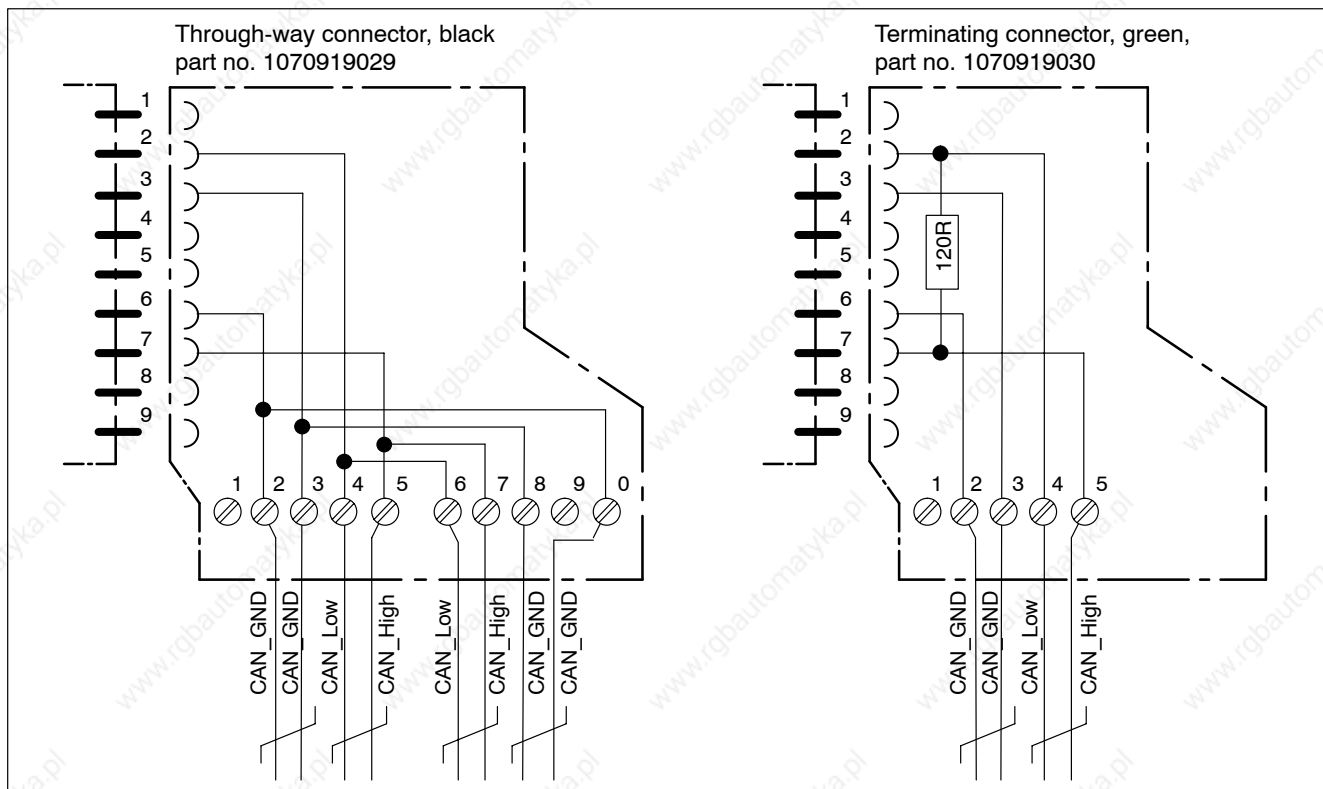 Through-way connector, black
part no. 1070919029
1
2
3
4
5
6
7
8
9
1 2 3 4 5 6 7 8 9 0
CAN_GND
CAN_GND
CAN_Low
CAN_High
CAN_Low
CAN_High
CAN_GND
CAN_GND
Terminating connector, green,
part no. 1070919030
1
2
3
4
5
6
7
8
9
120R
1 2 3 4 5
CAN_GND
CAN_GND
CAN_Low
CAN_High
www.rgbautomatyka.pl